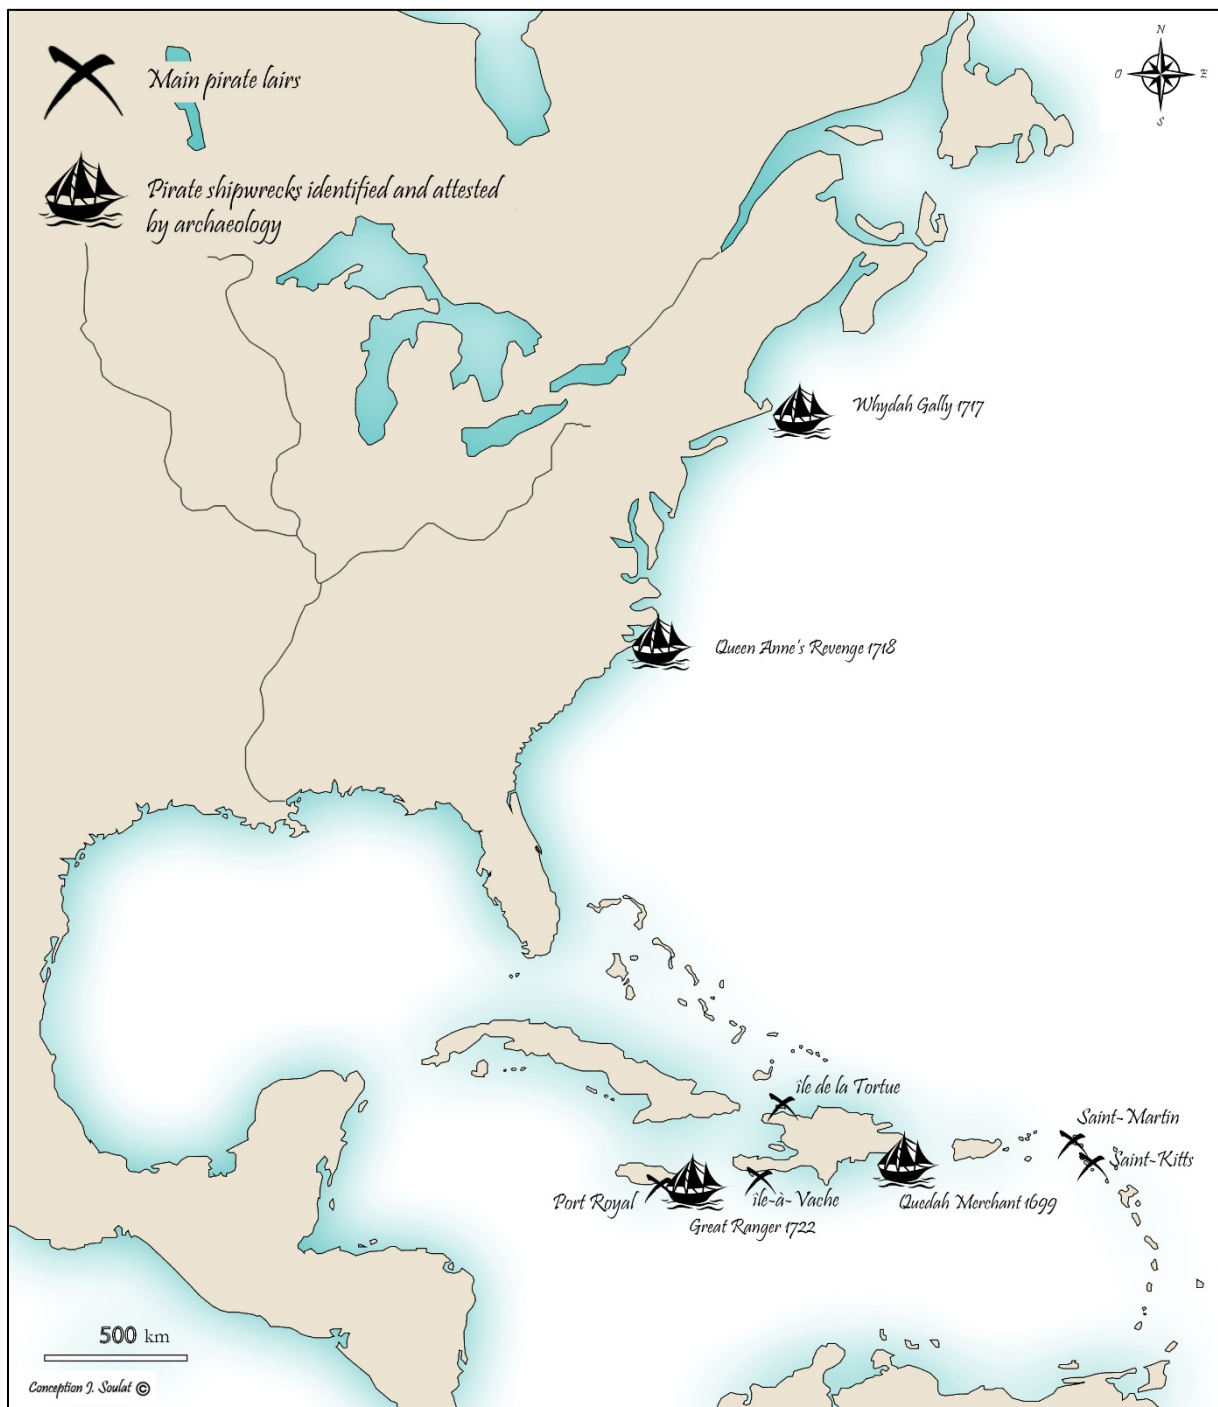 N
O
E
S
Main pirate lairs
Pirate shipwrecks identified and attested
by archaeology
Whydah Gally 1717
Queen Anne's Revenge 1718
île de la Tortue
Saint-Martin
Saint-Kitts
Port Royal
île-à-Vache
Quedah Merchant 1699
Great Ranger 1722
500 km
Conception J. Soulat ©